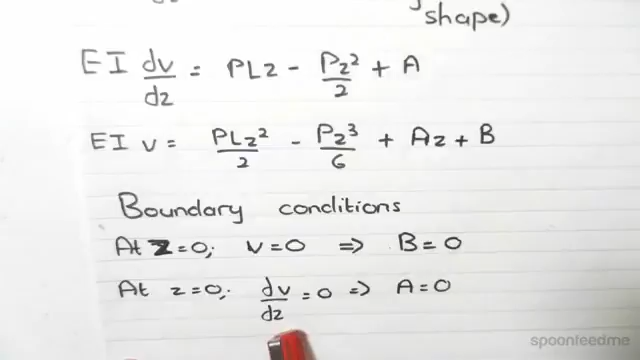 shape)
EI dv/dz = PLz - Pz²/2 + A
EI v = PLz²/2 - Pz³/6 + Az + B
Boundary conditions
At z=0; v=0 ⇒ B=0
At z=0; dv/dz = 0 ⇒ A=0
spoonfeedme